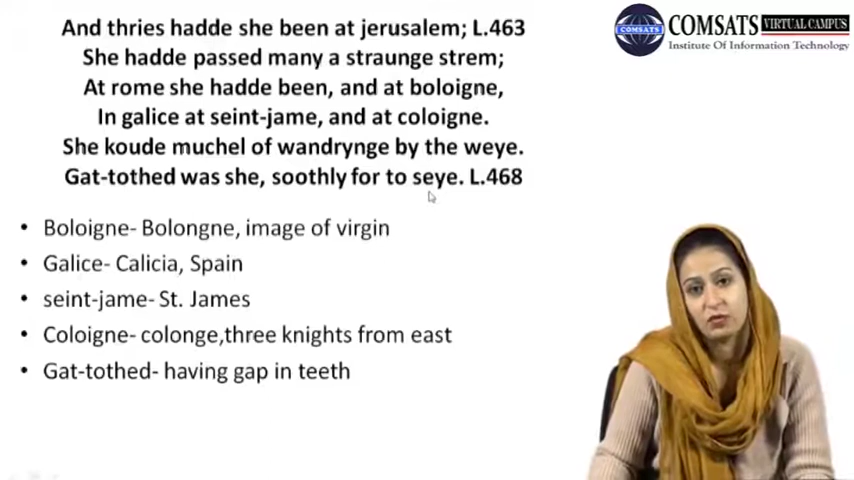 And thries hadde she been at jerusalem; L.463
She hadde passed many a straunge strem;
At rome she hadde been, and at boloigne,
In galice at seint-jame, and at coloigne.
She koude muchel of wandrynge by the weye.
Gat-tothed was she, soothly for to seye. L.468
COMSATS
COMSATS VIRTUAL CAMPUS
Institute Of Information Technology
• Boloigne- Bolongne, image of virgin
• Galice- Calicia, Spain
• seint-jame- St. James
• Coloigne- colonge,three knights from east
• Gat-tothed- having gap in teeth